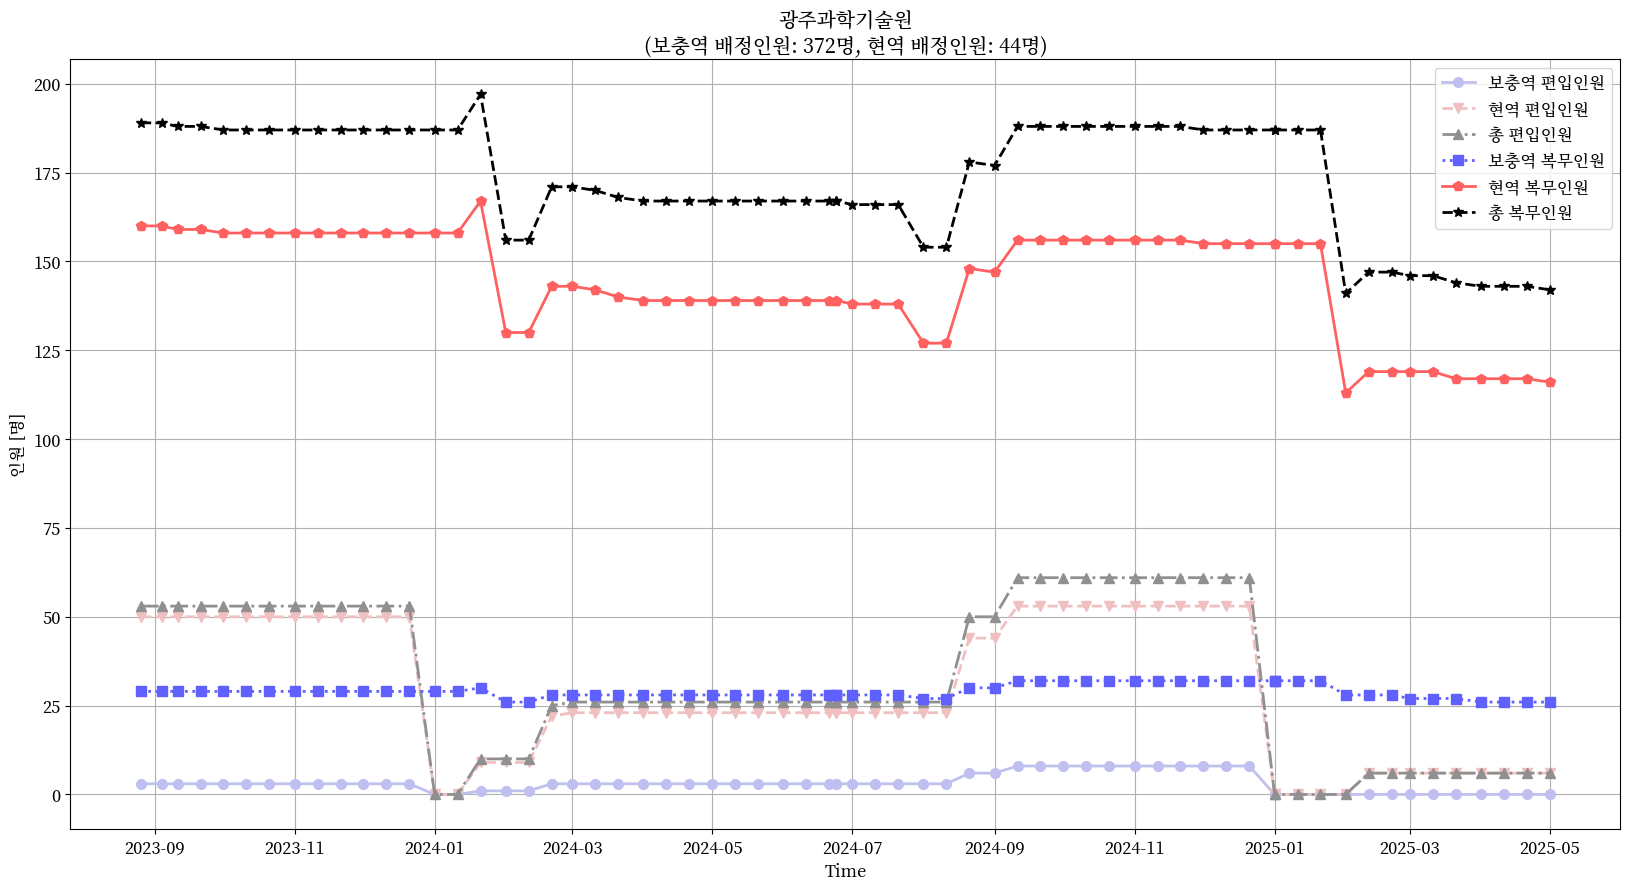 광주과학기술원
(보충역 배정인원: 372명, 현역 배정인원: 44명)
보충역 편입인원
현역 편입인원
총 편입인원
보충역 복무인원
현역 복무인원
총 복무인원
200
175
150
125
100
75
50
25
0
인원 [명]
2023-09 2023-11 2024-01 2024-03 2024-05 2024-07 2024-09 2024-11 2025-01 2025-03 2025-05
Time